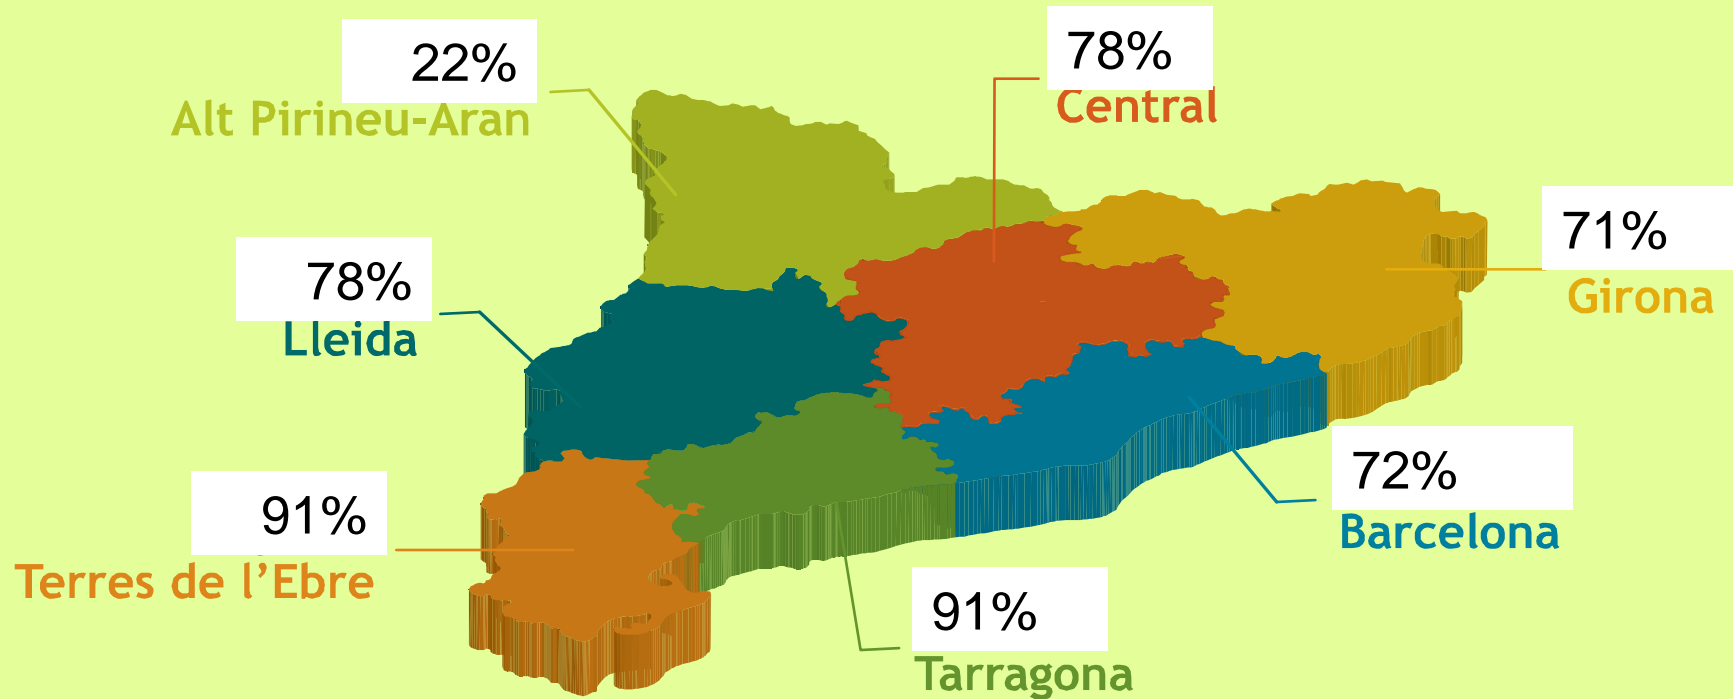 22%
Alt Pirineu-Aran
78%
Central
71%
Girona
78%
Lleida
72%
Barcelona
91%
Terres de l’Ebre
91%
Tarragona